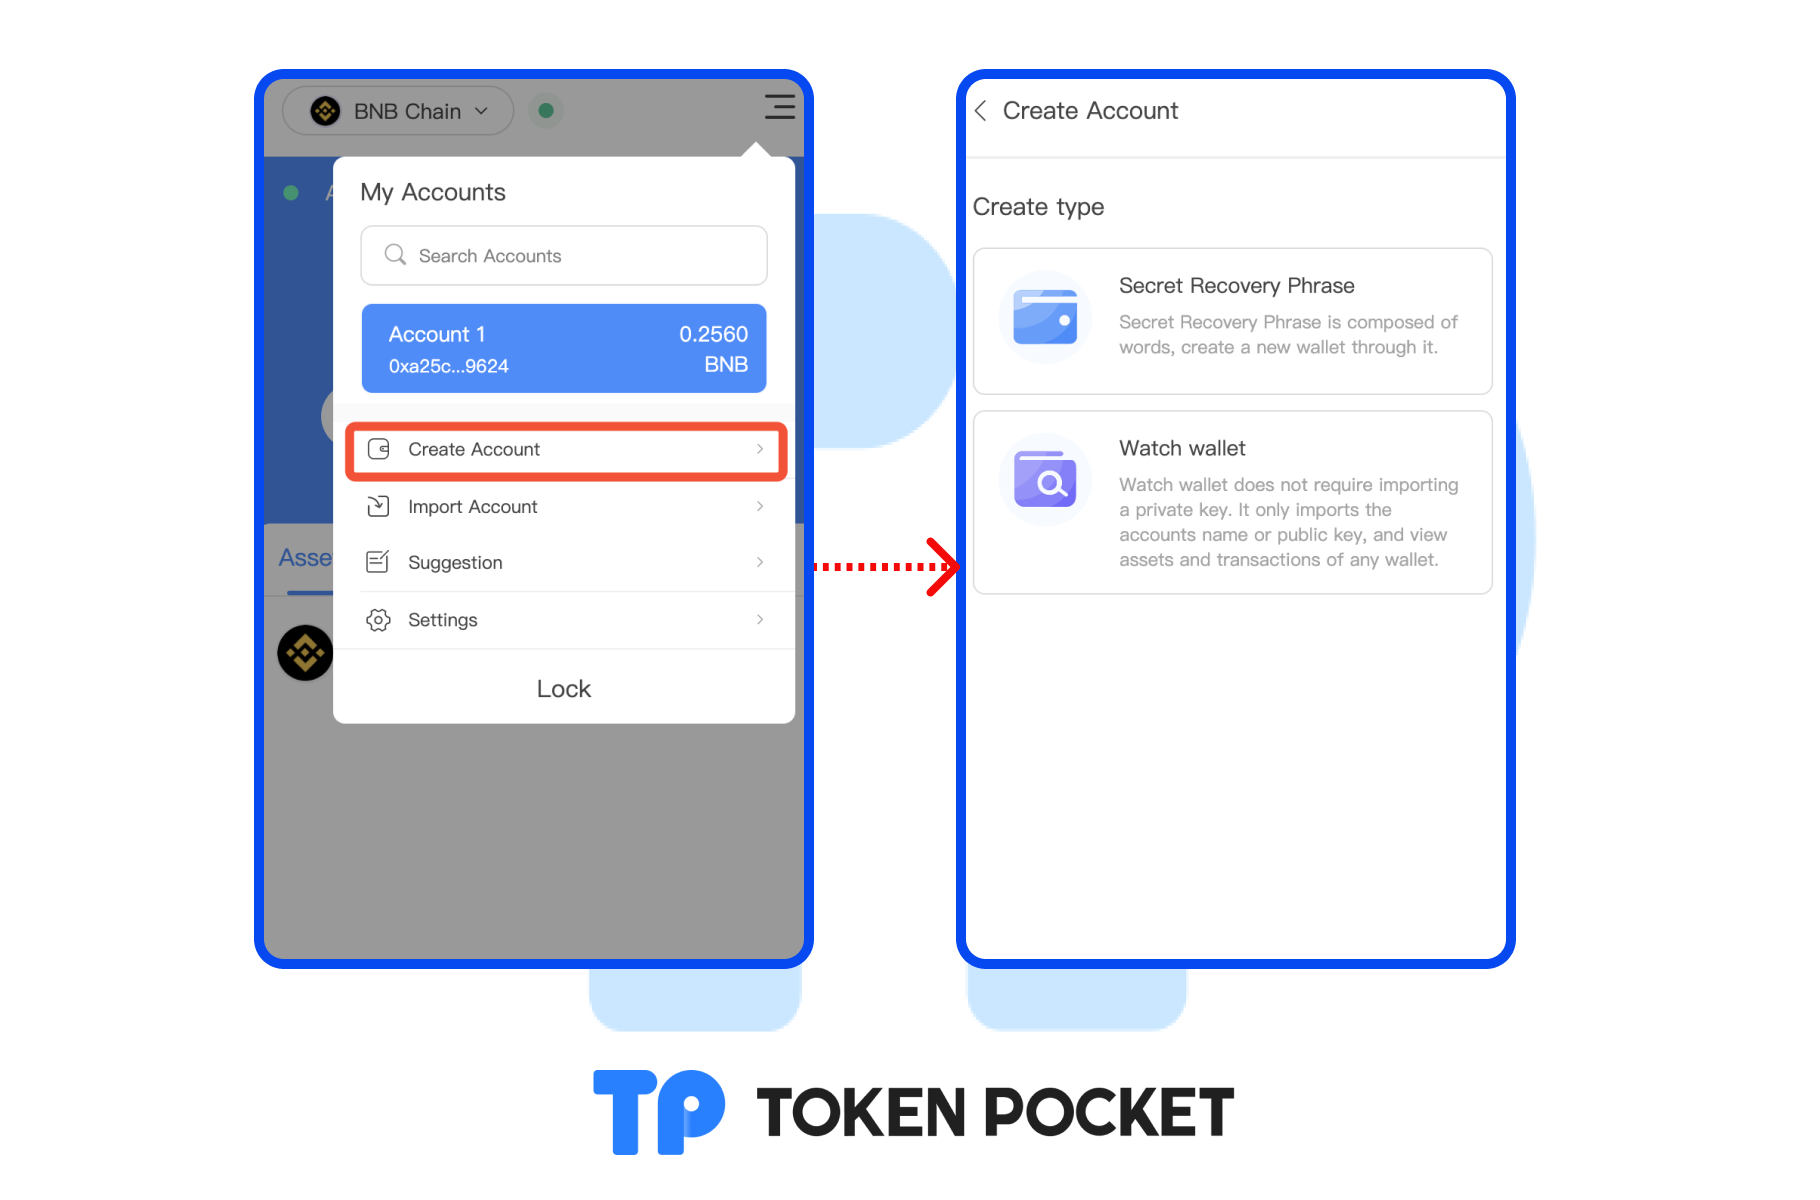 BNB Chain
My Accounts
Search Accounts
Account 1
0.2560
0xa25c...9624
BNB
Create Account
Import Account
Suggestion
Settings
Lock
Create Account
Create type
Secret Recovery Phrase
Secret Recovery Phrase is composed of
words, create a new wallet through it.
Watch wallet
Watch wallet does not require importing
a private key. It only imports the
accounts name or public key, and view
assets and transactions of any wallet.
TP TOKEN POCKET